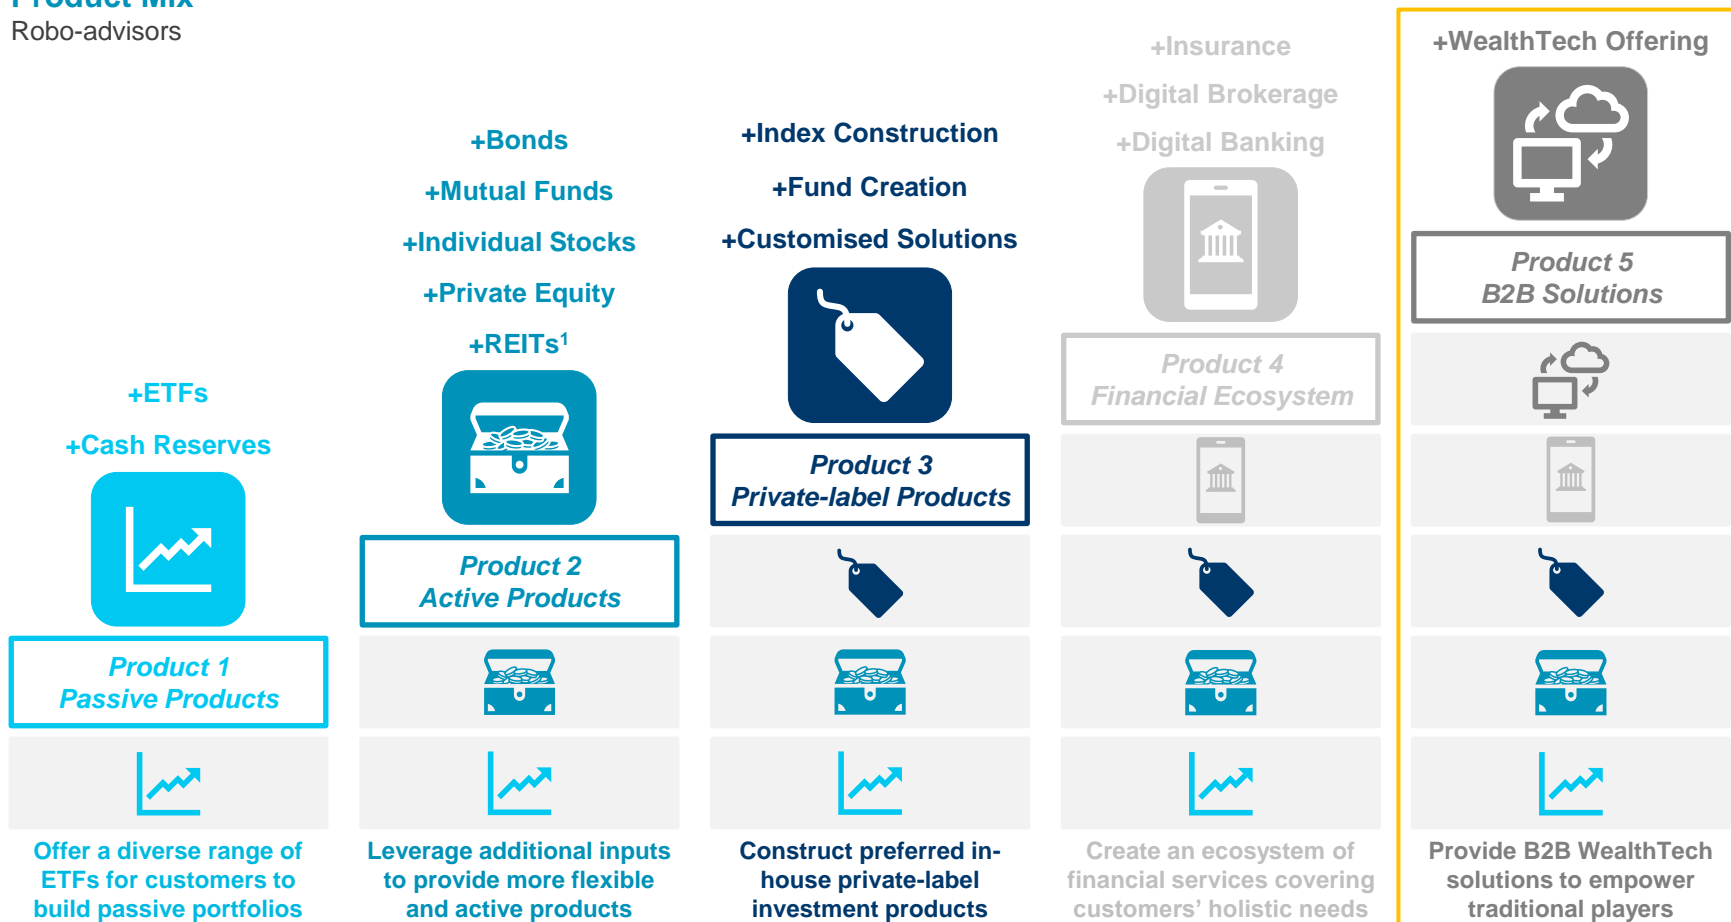 Product Mix
Robo-advisors
+ETFs
+Cash Reserves
Product 1
Passive Products
Offer a diverse range of
ETFs for customers to
build passive portfolios
+Bonds
+Mutual Funds
+Individual Stocks
+Private Equity
+REITs1
Product 2
Active Products
Leverage additional inputs
to provide more flexible
and active products
+Index Construction
+Fund Creation
+Customised Solutions
Product 3
Private-label Products
Construct preferred in-
house private-label
investment products
+Insurance
+Digital Brokerage
+Digital Banking
Product 4
Financial Ecosystem
Create an ecosystem of
financial services covering
customers' holistic needs
+WealthTech Offering
Product 5
B2B Solutions
Provide B2B WealthTech
solutions to empower
traditional players